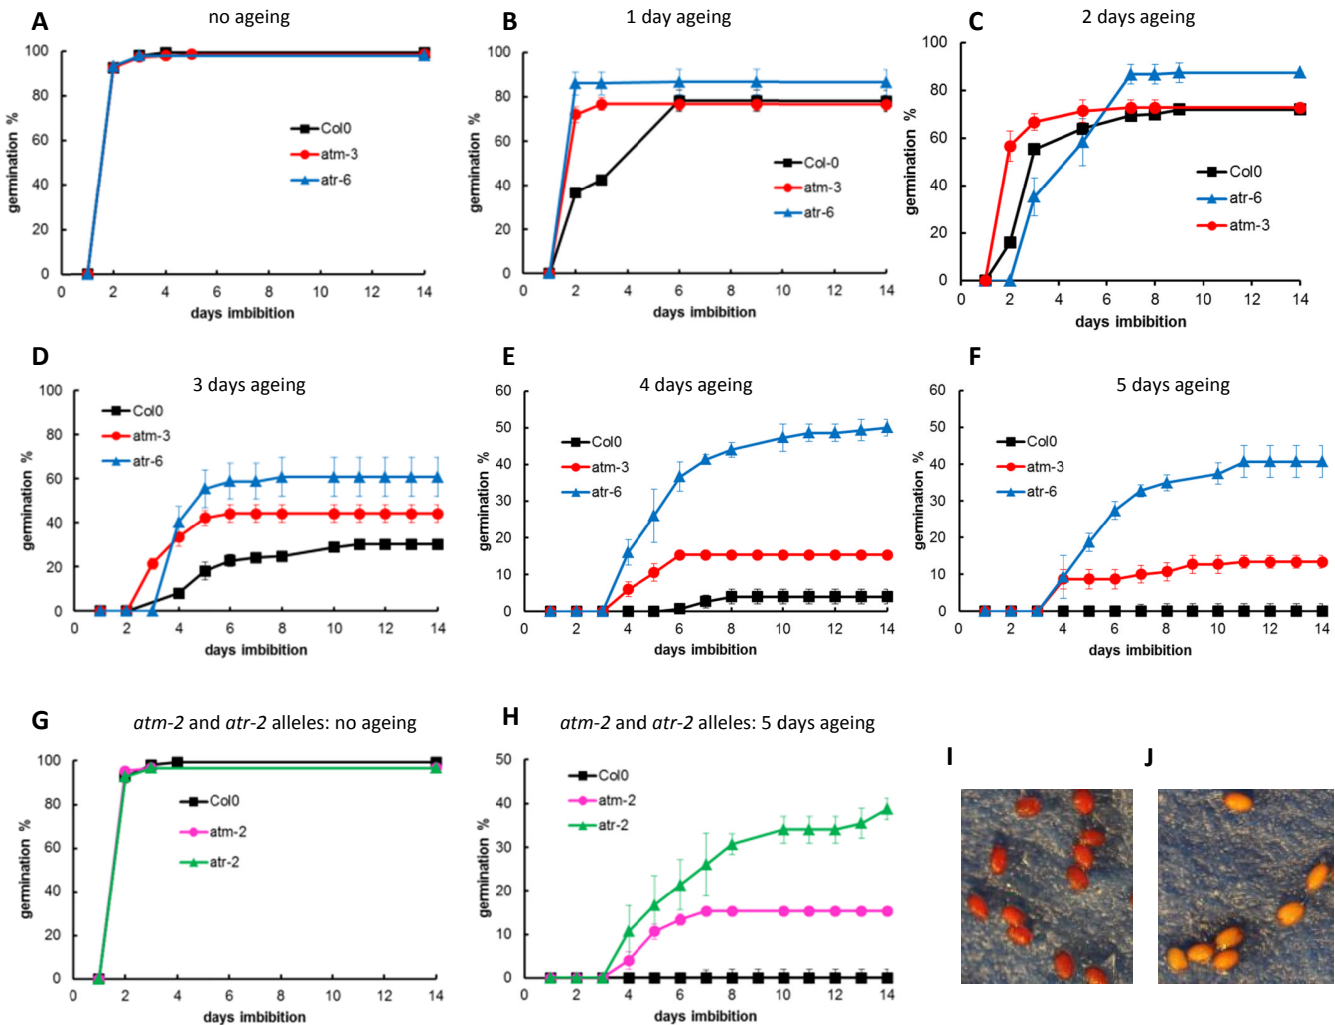 A
no ageing
100
80
60
40
20
0
germination %
Col0
atm-3
atr-6
0 2 4 6 8 10 12 14
days imbibition
B
1 day ageing
100
80
60
40
20
0
germination %
Col-0
atm-3
atr-6
0 2 4 6 8 10 12 14
days imbibition
C
2 days ageing
100
80
60
40
20
0
germination %
Col0
atr-6
atm-3
0 2 4 6 8 10 12 14
days imbibition
D
3 days ageing
100
80
60
40
20
0
germination %
Col0
atm-3
atr-6
0 2 4 6 8 10 12 14
days imbibition
E
4 days ageing
60
50
40
30
20
10
0
germination %
Col0
atm-3
atr-6
0 2 4 6 8 10 12 14
days imbibition
F
5 days ageing
60
50
40
30
20
10
0
germination %
Col0
atm-3
atr-6
0 2 4 6 8 10 12 14
days imbibition
G
atm-2 and atr-2 alleles: no ageing
100
80
60
40
20
0
germination %
Col0
atm-2
atr-2
0 2 4 6 8 10 12 14
days imbibition
H
atm-2 and atr-2 alleles: 5 days ageing
50
40
30
20
10
0
germination %
Col0
atm-2
atr-2
0 2 4 6 8 10 12 14
days imbibition
I
J